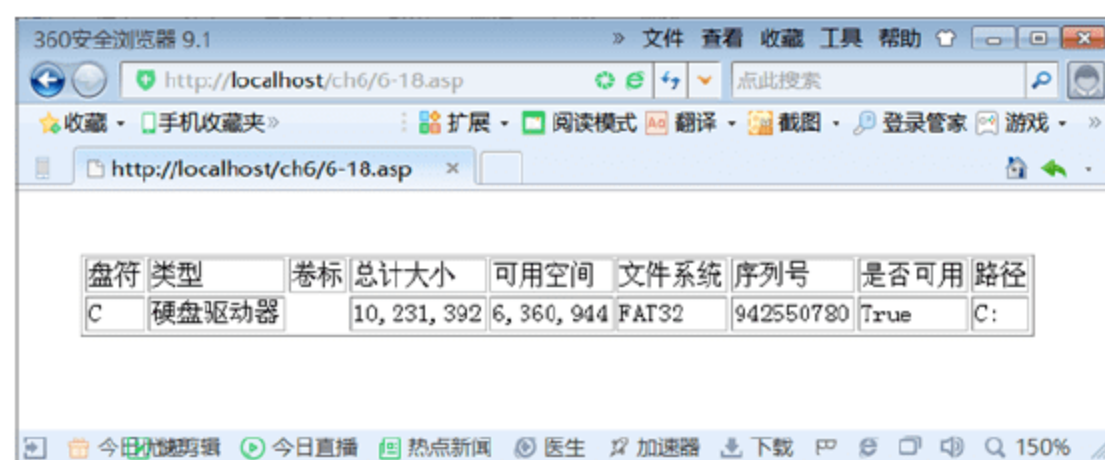 360安全浏览器 9.1 » 文件 查看 收藏 工具 帮助
http://localhost/ch6/6-18.asp 点此搜索
收藏 手机收藏夹» 扩展 阅读模式 翻译 截图 登录管家 游戏 »
http://localhost/ch6/6-18.asp ×
盘符 类型 卷标 总计大小 可用空间 文件系统 序列号 是否可用 路径
C 硬盘驱动器 10,231,392 6,360,944 FAT32 942550780 True C:
今日优选 剪辑 今日直播 热点新闻 医生 加速器 下载 150%